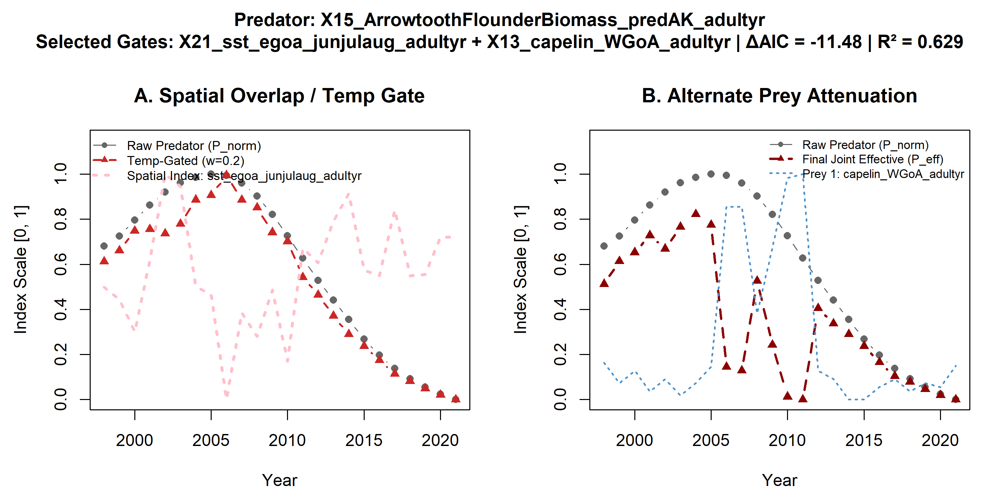 Predator: X15_ArrowtoothFlounderBiomass_predAK_adultyr
Selected Gates: X21_sst_egoa_junjulaug_adultyr + X13_capelin_WGoA_adultyr | ΔAIC = -11.48 | R² = 0.629
A. Spatial Overlap / Temp Gate
Raw Predator (P_norm)
Temp-Gated (w=0.2)
Spatial Index: sst_egoa_junjulaug_adultyr
Index Scale [0, 1]
1.0
0.8
0.6
0.4
0.2
0.0
2000 2005 2010 2015 2020
Year
B. Alternate Prey Attenuation
Raw Predator (P_norm)
Final Joint Effective (P_eff)
Prey 1: capelin_WGoA_adultyr
Index Scale [0, 1]
1.0
0.8
0.6
0.4
0.2
0.0
2000 2005 2010 2015 2020
Year